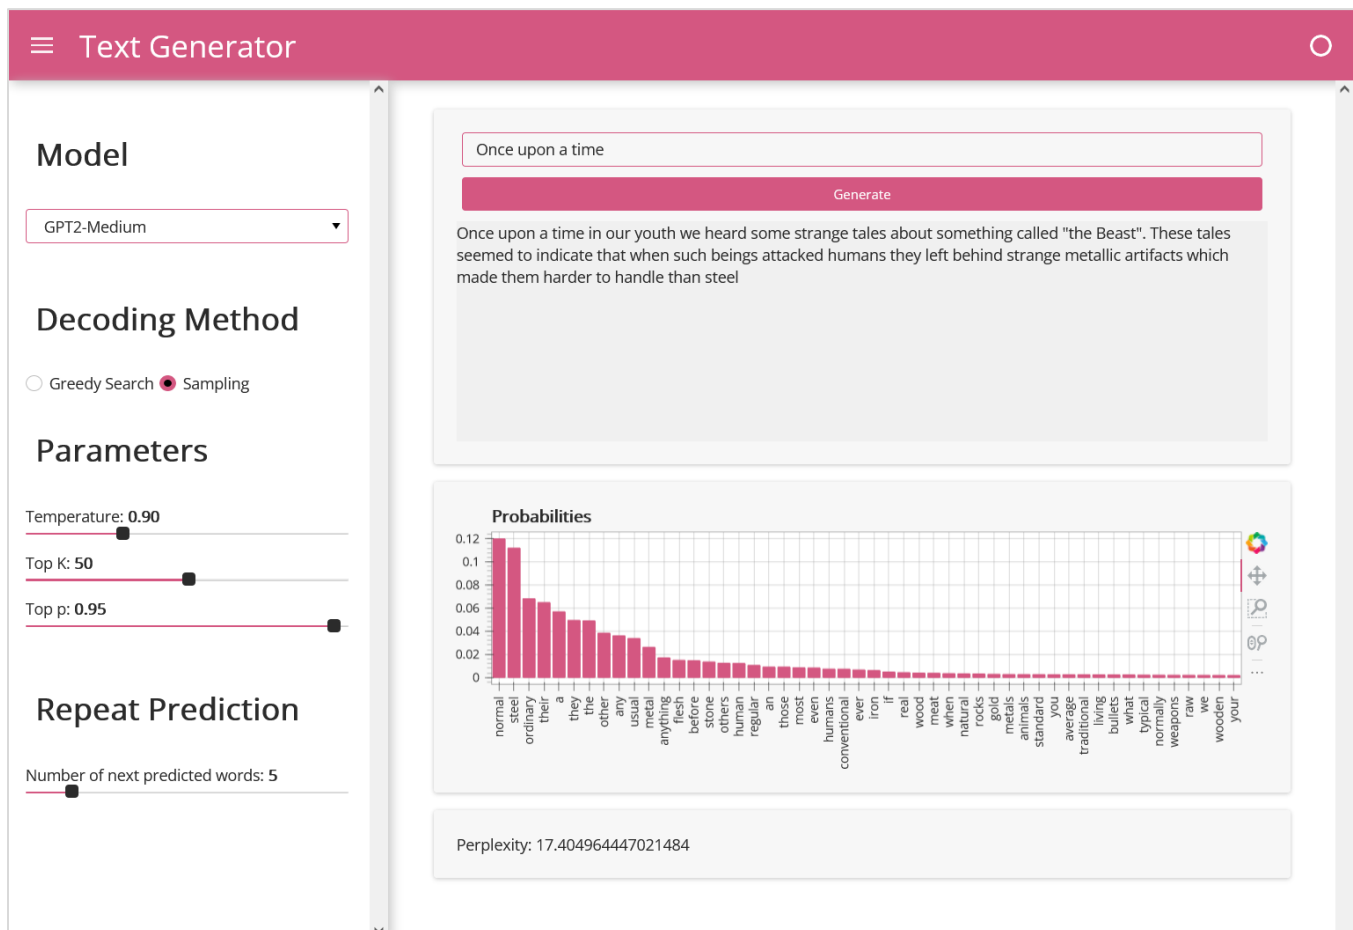 Text Generator
Model
GPT2-Medium
Decoding Method
Greedy Search
Sampling
Parameters
Temperature: 0.90
Top K: 50
Top p: 0.95
Repeat Prediction
Number of next predicted words: 5
Once upon a time
Generate
Once upon a time in our youth we heard some strange tales about something called "the Beast". These tales
seemed to indicate that when such beings attacked humans they left behind strange metallic artifacts which
made them harder to handle than steel
Probabilities
0.12
0.1
0.08
0.06
0.04
0.02
0
normal
steel
ordinary
their
a
they
the
other
any
usual
metal
anything
flesh
before
stone
others
human
regular
an
those
most
even
humans
conventional
ever
iron
if
real
wood
meat
when
natural
rocks
gold
metals
animals
standard
you
average
traditional
living
bullets
what
typical
normally
weapons
raw
we
wooden
your
Perplexity: 17.404964447021484